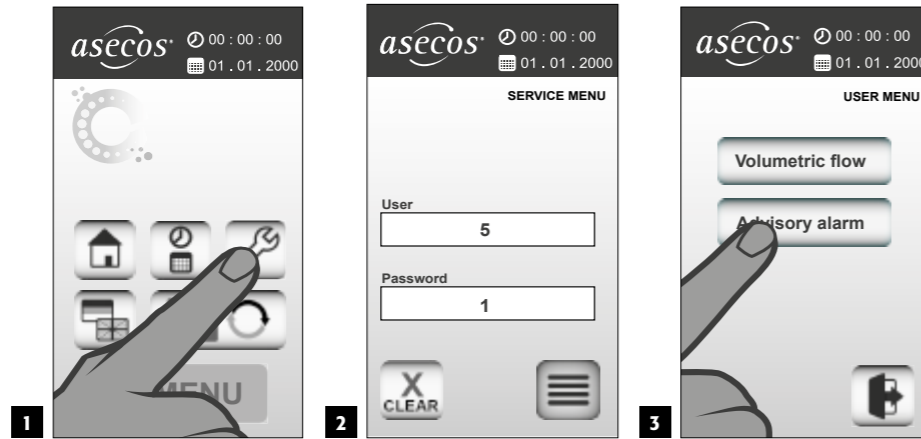 asecos
00 : 00 : 00
01 . 01 . 2000
MENU
1
asecos
00 : 00 : 00
01 . 01 . 2000
SERVICE MENU
User
5
Password
1
X
CLEAR
2
asecos
00 : 00 : 00
01 . 01 . 200
USER MENU
Volumetric flow
Advisory alarm
3